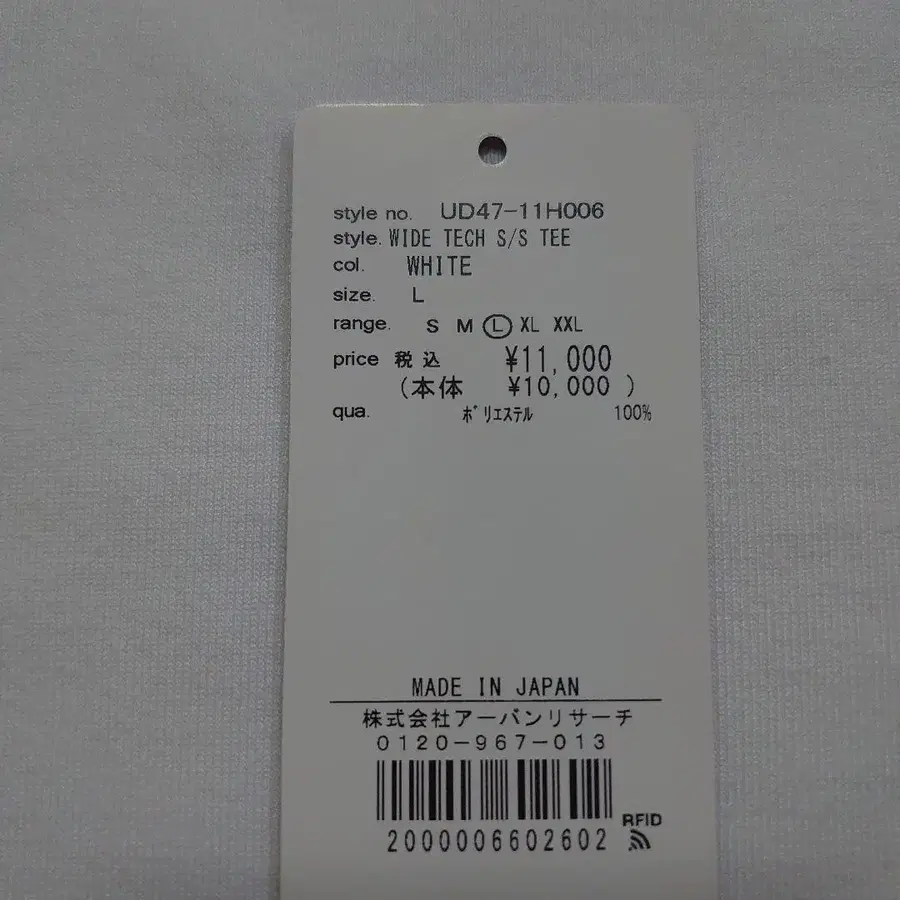 style no. UD47-11H006
style. WIDE TECH S/S TEE
col. WHITE
size. L
range. S M L XL XXL
price 税込 ¥11,000
(本体 ¥10,000 )
qua. ポリエステル 100%
MADE IN JAPAN
株式会社アーバンリサーチ
0120-967-013
RFID
2000006602602